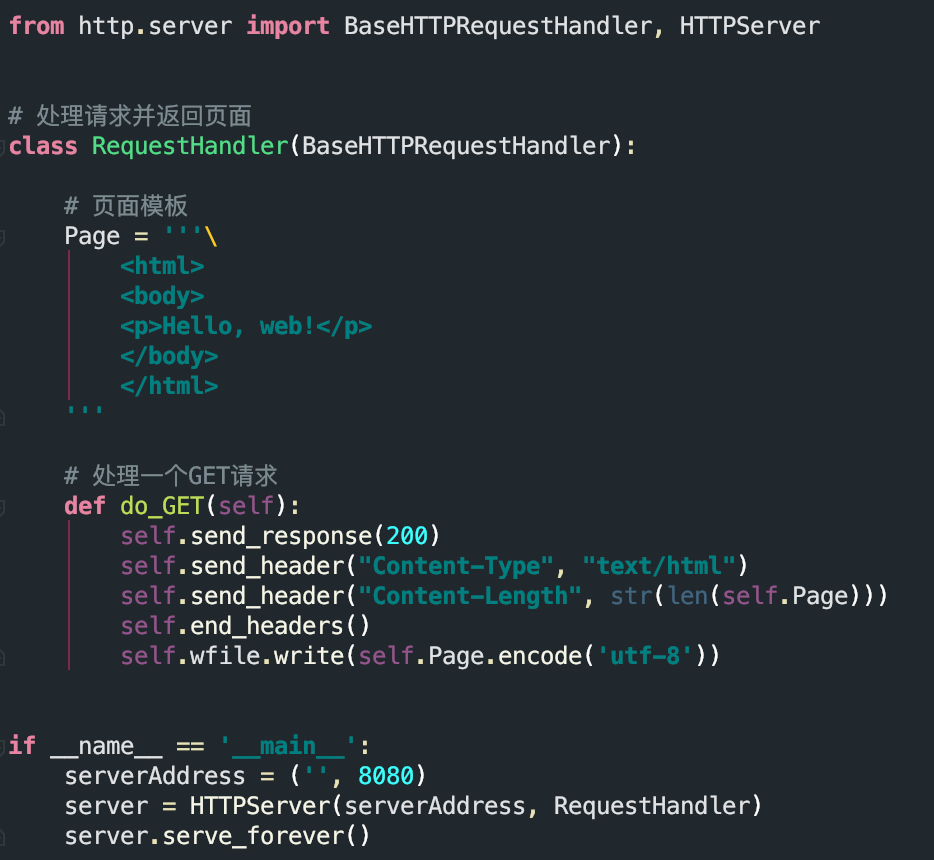 from http.server import BaseHTTPRequestHandler, HTTPServer
# 处理请求并返回页面
class RequestHandler(BaseHTTPRequestHandler):
    # 页面模板
    Page = '''\
        <html>
        <body>
        <p>Hello, web!</p>
        </body>
        </html>
    '''
    # 处理一个GET请求
    def do_GET(self):
        self.send_response(200)
        self.send_header("Content-Type", "text/html")
        self.send_header("Content-Length", str(len(self.Page)))
        self.end_headers()
        self.wfile.write(self.Page.encode('utf-8'))
if __name__ == '__main__':
    serverAddress = ('', 8080)
    server = HTTPServer(serverAddress, RequestHandler)
    server.serve_forever()